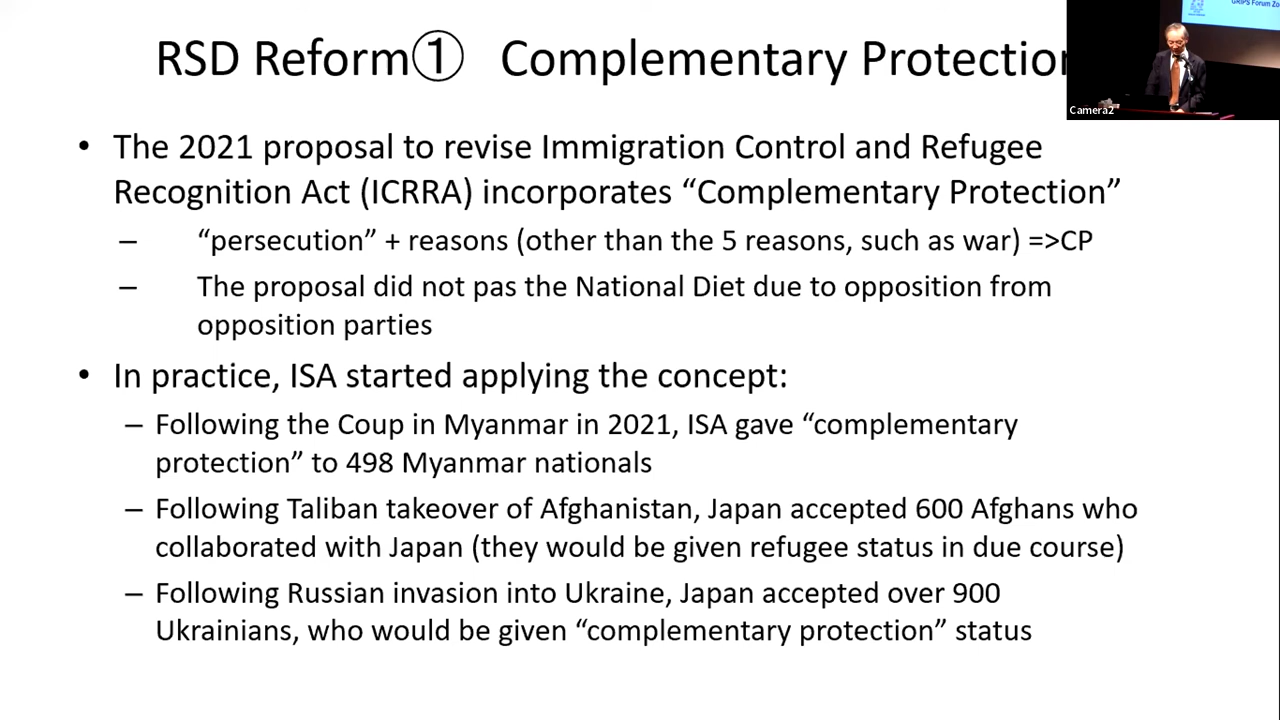 RSD Reform① Complementary Protection
GRIPS Forum Zo
Camera2
• The 2021 proposal to revise Immigration Control and Refugee
Recognition Act (ICRRA) incorporates “Complementary Protection”
– “persecution” + reasons (other than the 5 reasons, such as war) =>CP
– The proposal did not pas the National Diet due to opposition from
opposition parties
• In practice, ISA started applying the concept:
– Following the Coup in Myanmar in 2021, ISA gave “complementary
protection” to 498 Myanmar nationals
– Following Taliban takeover of Afghanistan, Japan accepted 600 Afghans who
collaborated with Japan (they would be given refugee status in due course)
– Following Russian invasion into Ukraine, Japan accepted over 900
Ukrainians, who would be given “complementary protection” status